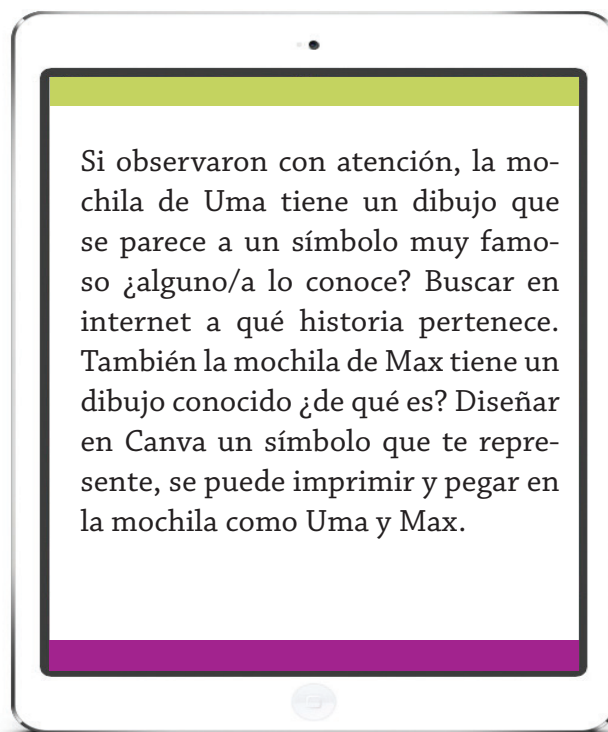 Si observaron con atención, la mo-
chila de Uma tiene un dibujo que
se parece a un símbolo muy famo-
so ¿alguno/a lo conoce? Buscar en
internet a qué historia pertenece.
También la mochila de Max tiene un
dibujo conocido ¿de qué es? Diseñar
en Canva un símbolo que te repre-
sente, se puede imprimir y pegar en
la mochila como Uma y Max.